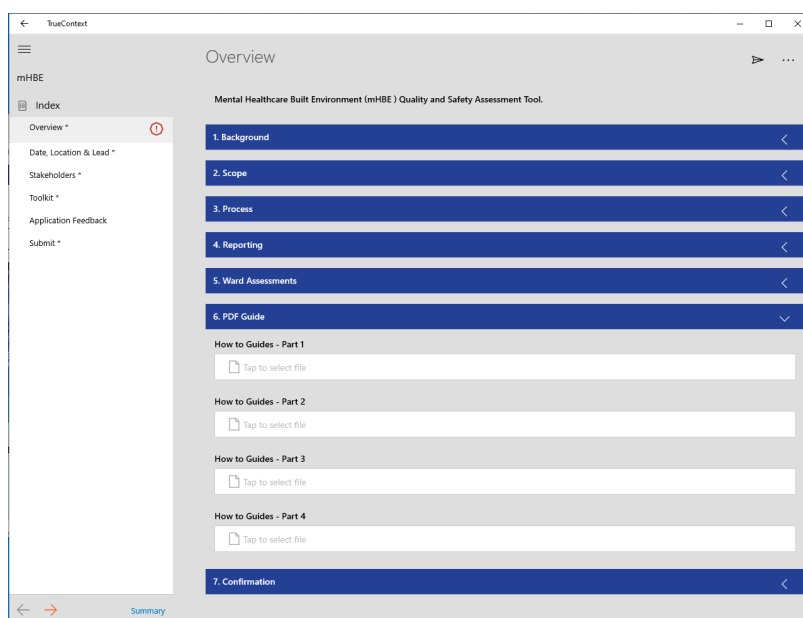 TrueContext
mHBE
Index
Overview *
Date, Location & Lead *
Stakeholders *
Toolkit *
Application Feedback
Submit *
Summary
Overview
Mental Healthcare Built Environment (mHBE ) Quality and Safety Assessment Tool.
1. Background
2. Scope
3. Process
4. Reporting
5. Ward Assessments
6. PDF Guide
How to Guides - Part 1
Tap to select file
How to Guides - Part 2
Tap to select file
How to Guides - Part 3
Tap to select file
How to Guides - Part 4
Tap to select file
7. Confirmation